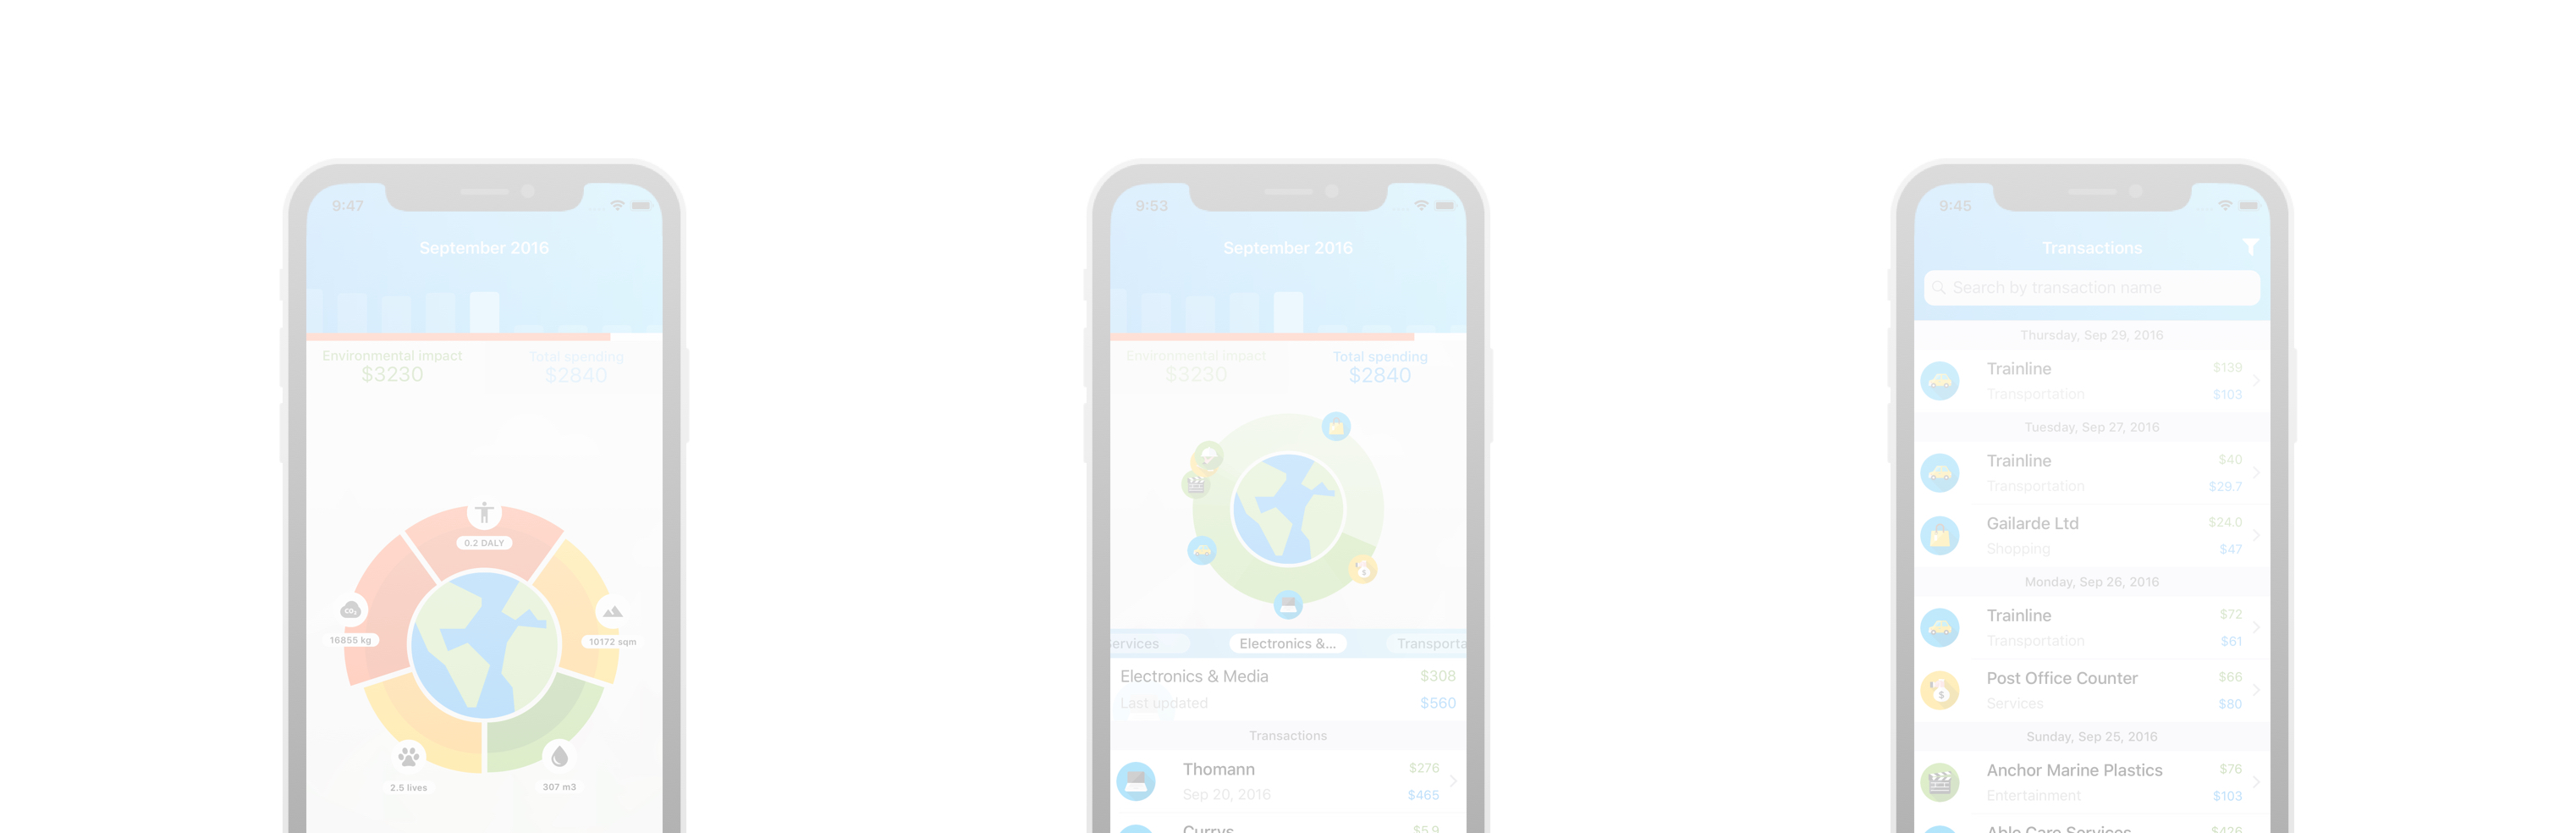 9:47
September 2016
Environmental impact
$3230
Total spending
$2840
0.2 DALY
CO₂
16855 kg
10172 sqm
2.5 lives
307 m3
9:53
September 2016
Environmental impact
$3230
Total spending
$2840
ervices
Electronics &...
Transporta
Electronics & Media
$308
Last updated
$560
Transactions
Thomann
$276
Sep 20, 2016
$465
Currys
$5.9
9:45
Transactions
Search by transaction name
Thursday, Sep 29, 2016
Trainline
$139
Transportation
$103
Tuesday, Sep 27, 2016
Trainline
$40
Transportation
$29.7
Gailarde Ltd
$24.0
Shopping
$47
Monday, Sep 26, 2016
Trainline
$72
Transportation
$61
Post Office Counter
$66
Services
$80
Sunday, Sep 25, 2016
Anchor Marine Plastics
$76
Entertainment
$103
Able Care Services
$426